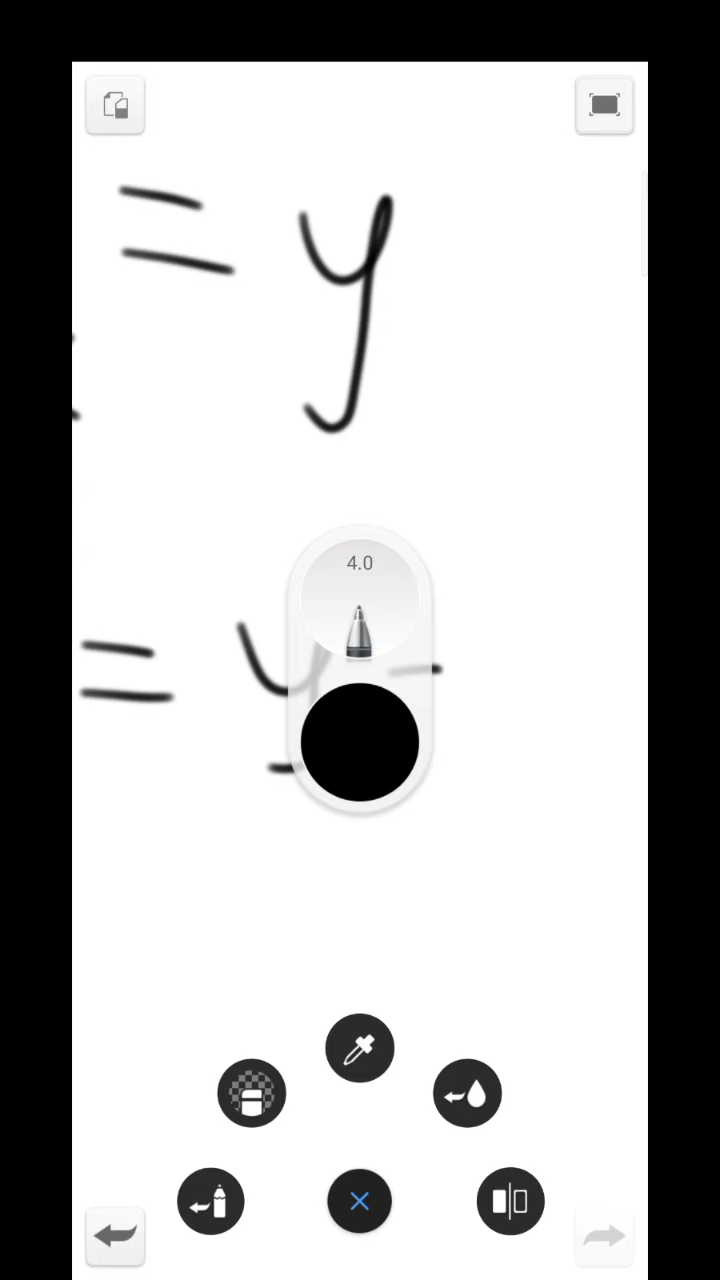 = y
4.0
= y -